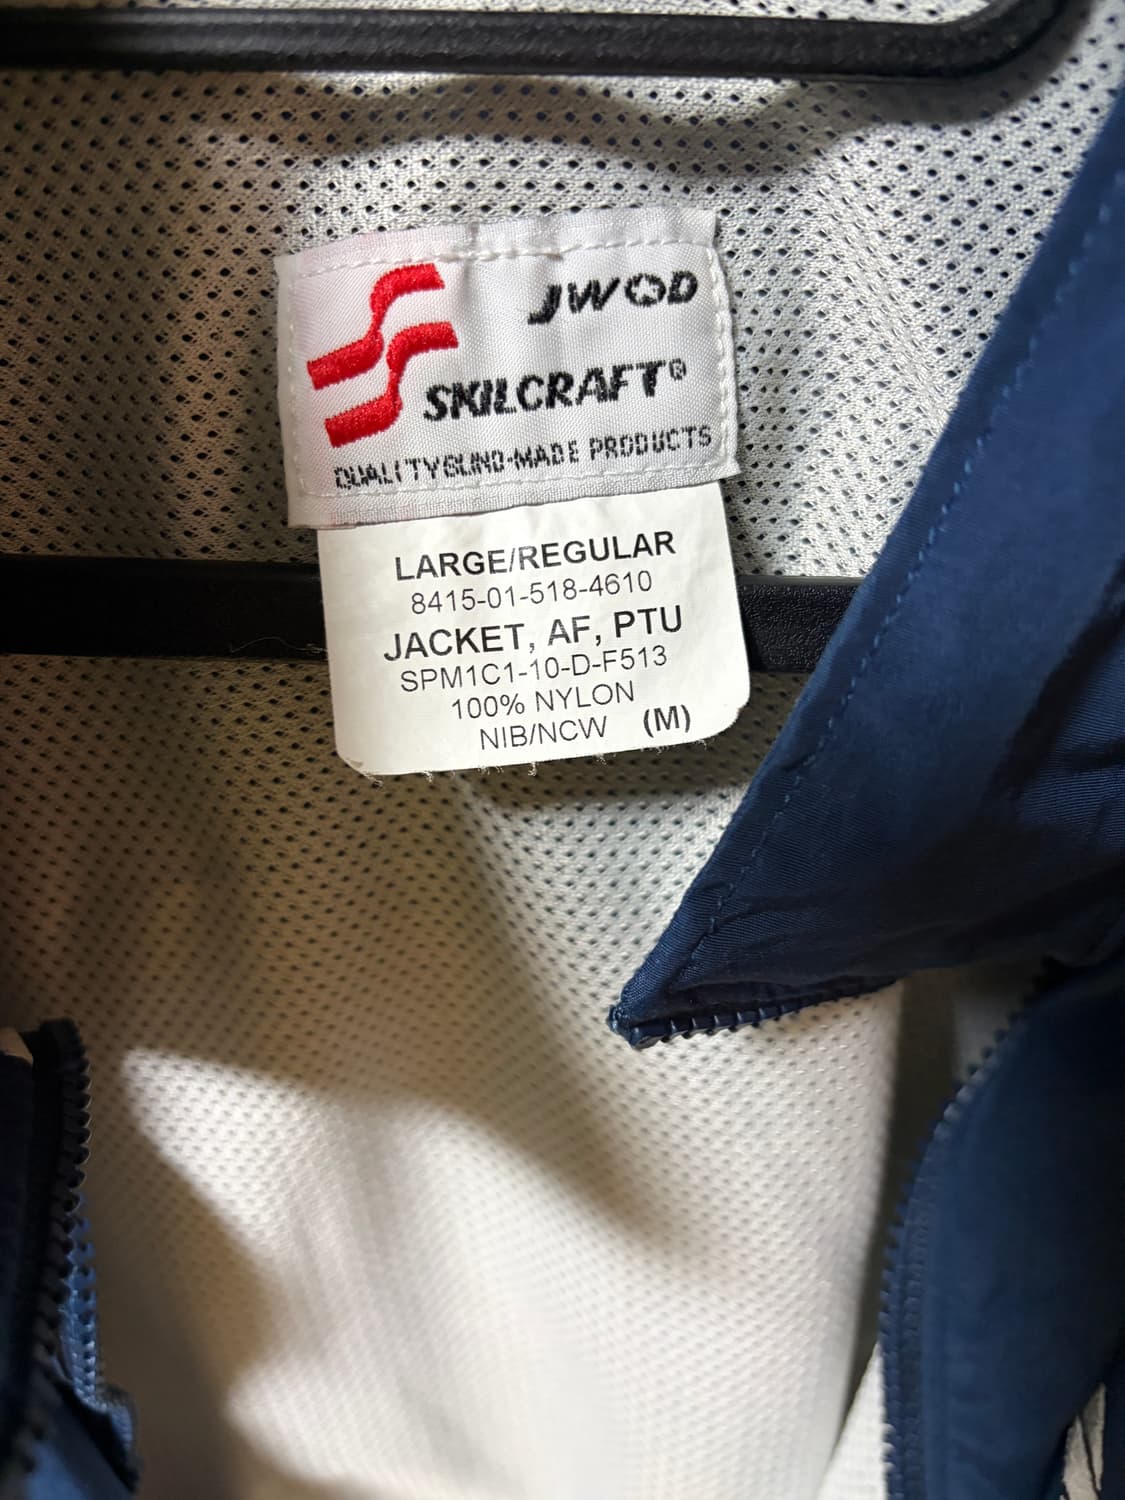 JWOD
SKILCRAFT®
QUALITY BLIND-MADE PRODUCTS
LARGE/REGULAR
8415-01-518-4610
JACKET, AF, PTU
SPM1C1-10-D-F513
100% NYLON
NIB/NCW (M)